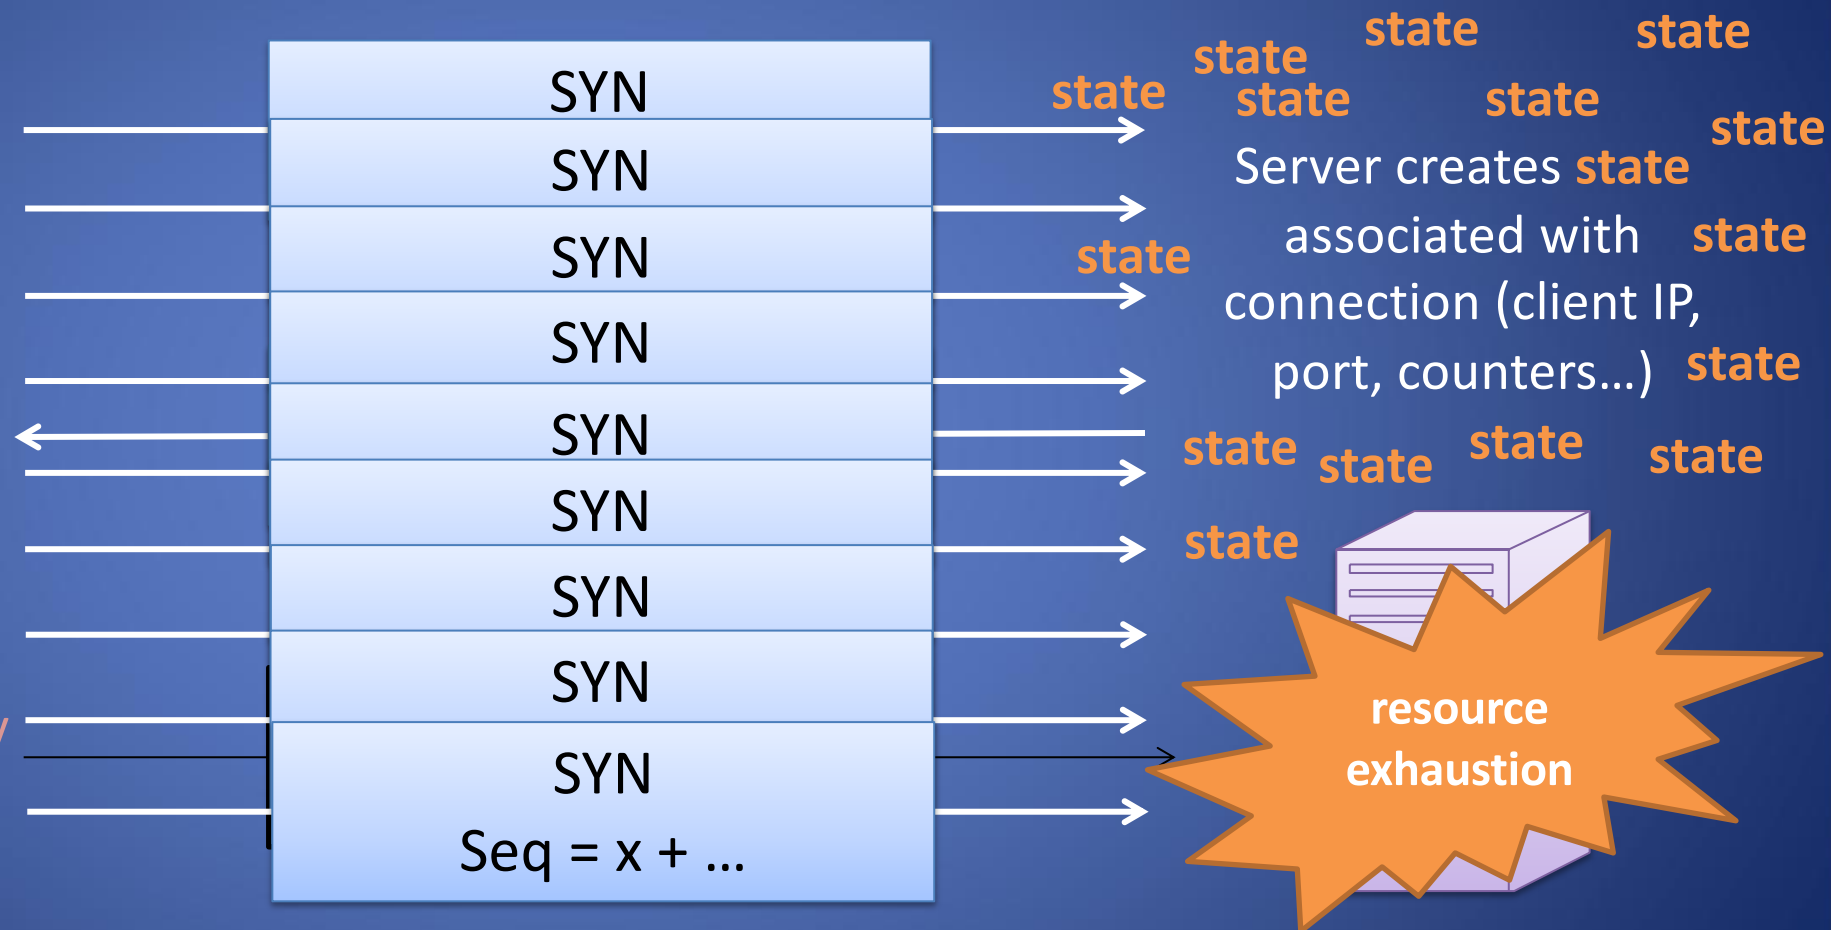 SYN
SYN
SYN
SYN
SYN
SYN
SYN
SYN
SYN
Seq = x + ...
state
state
state
state
state
state
state
Server creates state
associated with state
state
connection (client IP,
port, counters...) state
state
state
state
state
state
resource
exhaustion